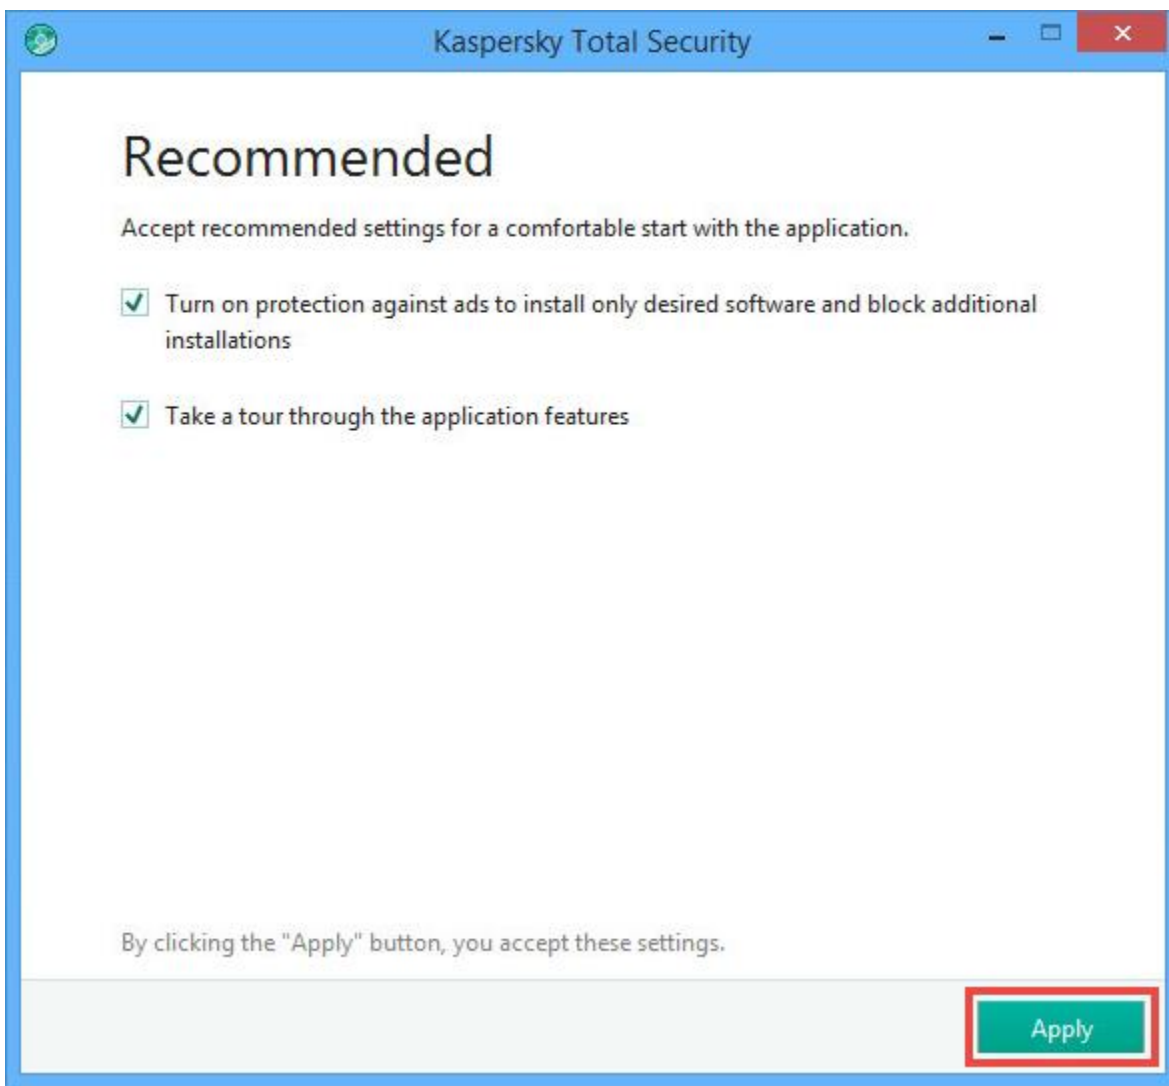 Kaspersky Total Security
Recommended
Accept recommended settings for a comfortable start with the application.
Turn on protection against ads to install only desired software and block additional
installations
Take a tour through the application features
By clicking the "Apply" button, you accept these settings.
Apply